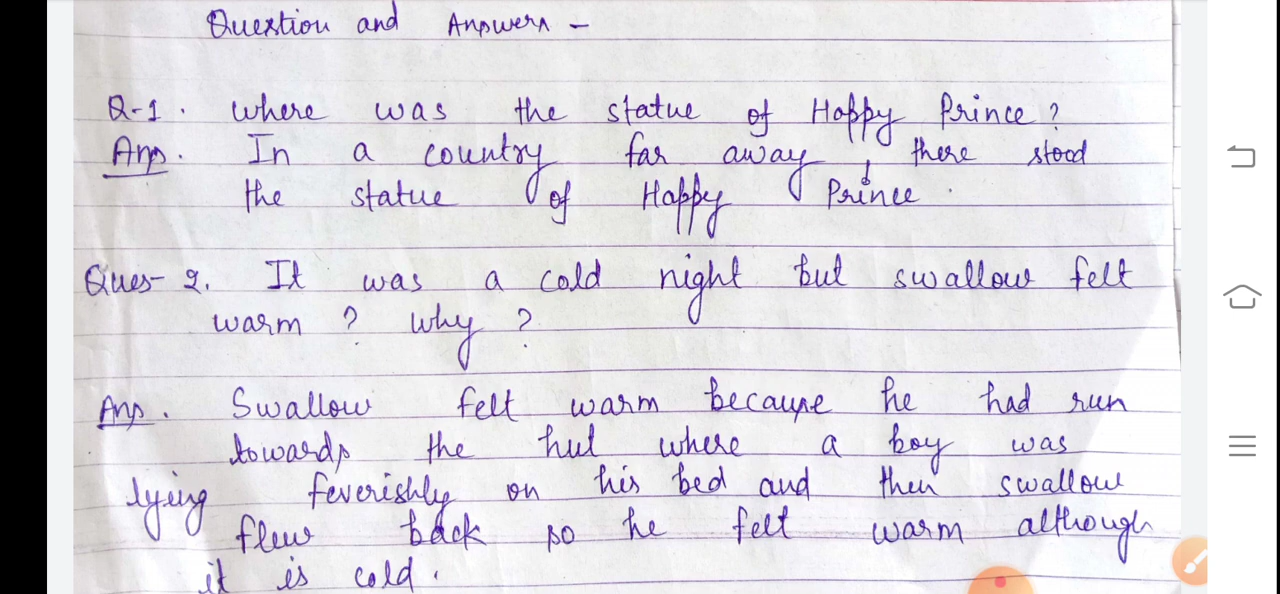 Question and Answers -
Q-1. Where was the statue of Happy Prince?
Ans. In a country far away, there stood
the statue of Happy Prince.
Ques- 2. It was a cold night but swallow felt
warm? Why?
Ans. Swallow felt warm because he had run
towards the hut where a boy was
lying feverishly on his bed and then swallow
flew back so he felt warm although
it is cold.